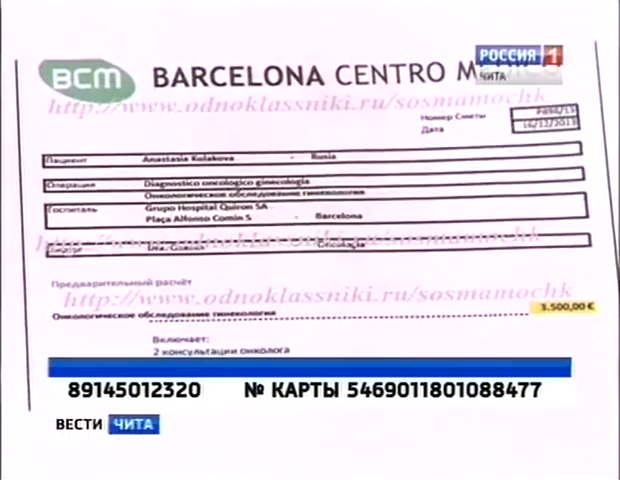 BCM BARCELONA CENTRO
РОССИЯ 1
ЧИТА
http://www.odnoklassniki.ru/sosmamochk
Номер Сметы
Дата 16/12/2013
Пациент Anastasia Kulakova - Rusia
Операция Diagnostico oncologico ginecologia
Онкологическое обследование гинекология
Госпиталь Grupo Hospital Quiron SA
Plaça Alfonso Comin 5 - Barcelona
http://www.odnoklassniki.ru/sosmamochk
Предварительный расчёт
http://www.odnoklassniki.ru/sosmamochk
Онкологическое обследование гинекология 3.500,00 €
Включает:
2 консультации онколога
89145012320 № КАРТЫ 5469011801088477
ВЕСТИ ЧИТА